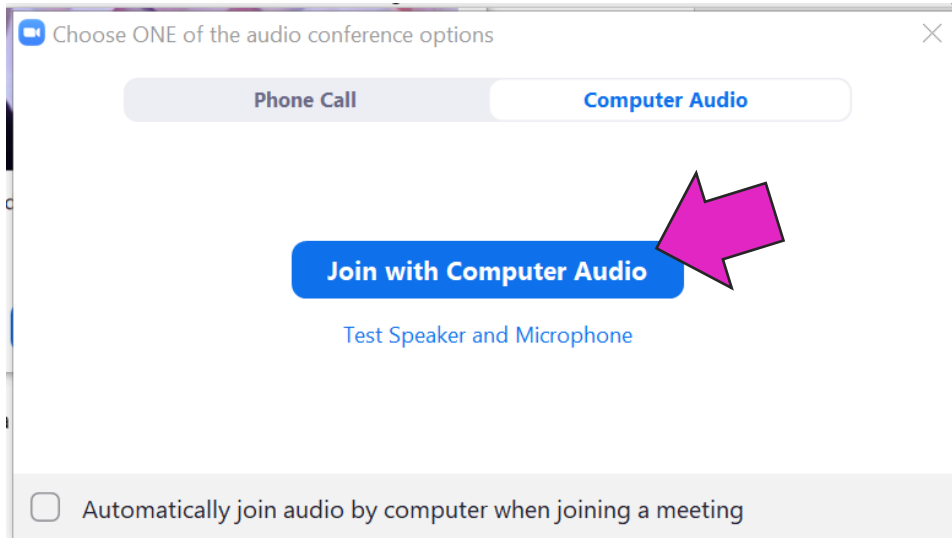 Choose ONE of the audio conference options
Phone Call
Computer Audio
Join with Computer Audio
Test Speaker and Microphone
Automatically join audio by computer when joining a meeting